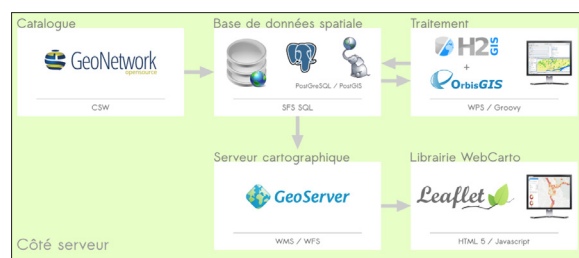 Catalogue
GeoNetwork
opensource
CSW
Base de données spatiale
PostGreSQL / PostGIS
SFS SQL
Traitement
H2GIS
+
OrbisGIS
WPS / Groovy
Serveur cartographique
GeoServer
WMS / WFS
Librairie WebCarto
Leaflet
HTML 5 / Javascript
Côté serveur